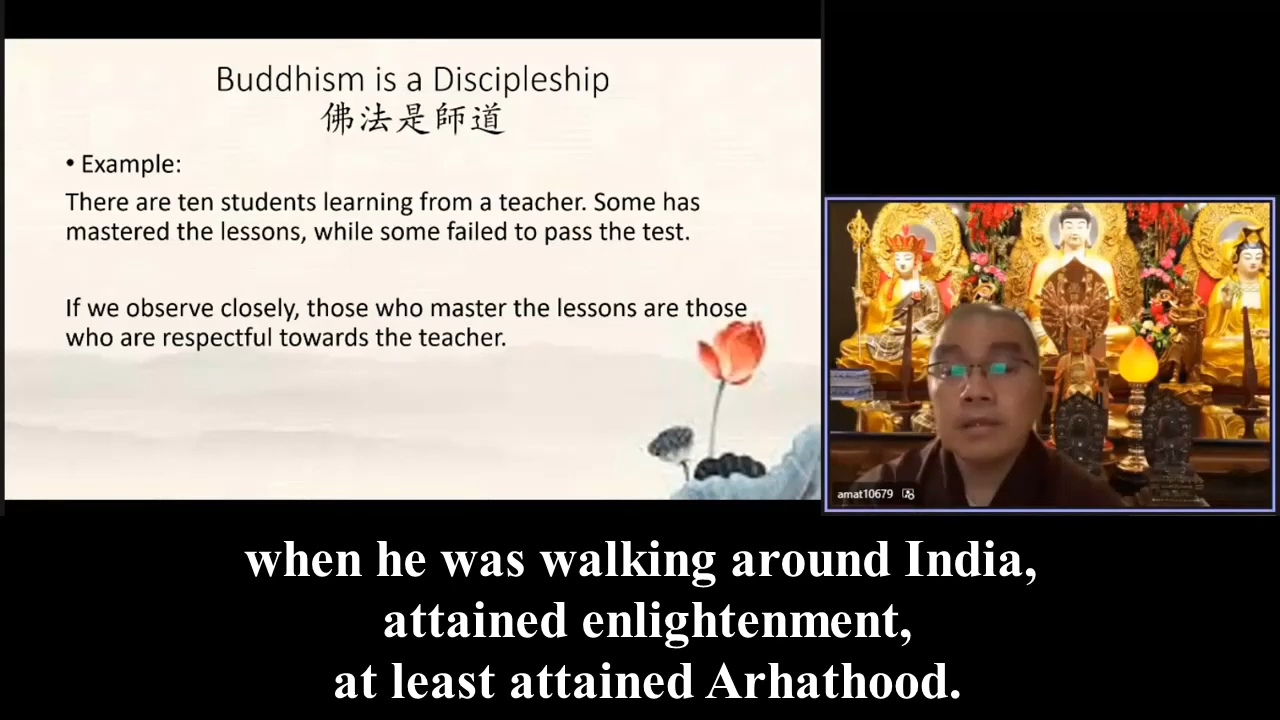 Buddhism is a Discipleship
佛法是師道
• Example:
There are ten students learning from a teacher. Some has
mastered the lessons, while some failed to pass the test.
If we observe closely, those who master the lessons are those
who are respectful towards the teacher.
amat10679
when he was walking around India,
attained enlightenment,
at least attained Arhathood.